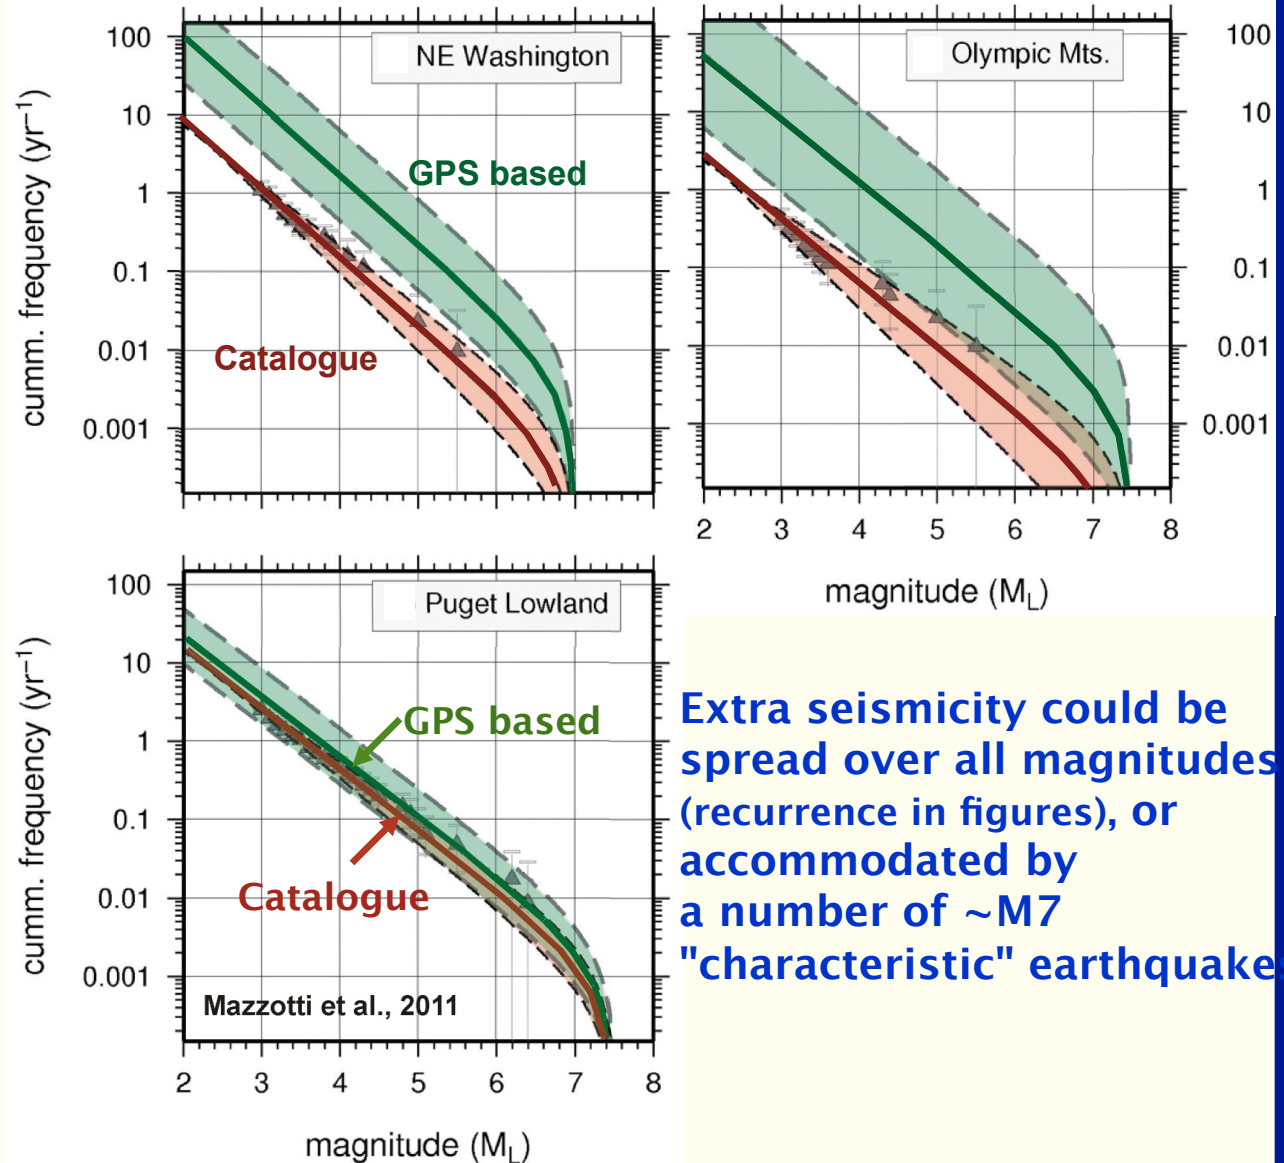 NE Washington
GPS based
Catalogue
cumm. frequency (yr⁻¹)
100
10
1
0.1
0.01
0.001
Olympic Mts.
100
10
1
0.1
0.01
0.001
2 3 4 5 6 7 8
magnitude (M_L)
Puget Lowland
GPS based
Catalogue
Mazzotti et al., 2011
cumm. frequency (yr⁻¹)
100
10
1
0.1
0.01
0.001
2 3 4 5 6 7 8
magnitude (M_L)
Extra seismicity could be
spread over all magnitudes
(recurrence in figures), or
accommodated by
a number of ~M7
"characteristic" earthquakes